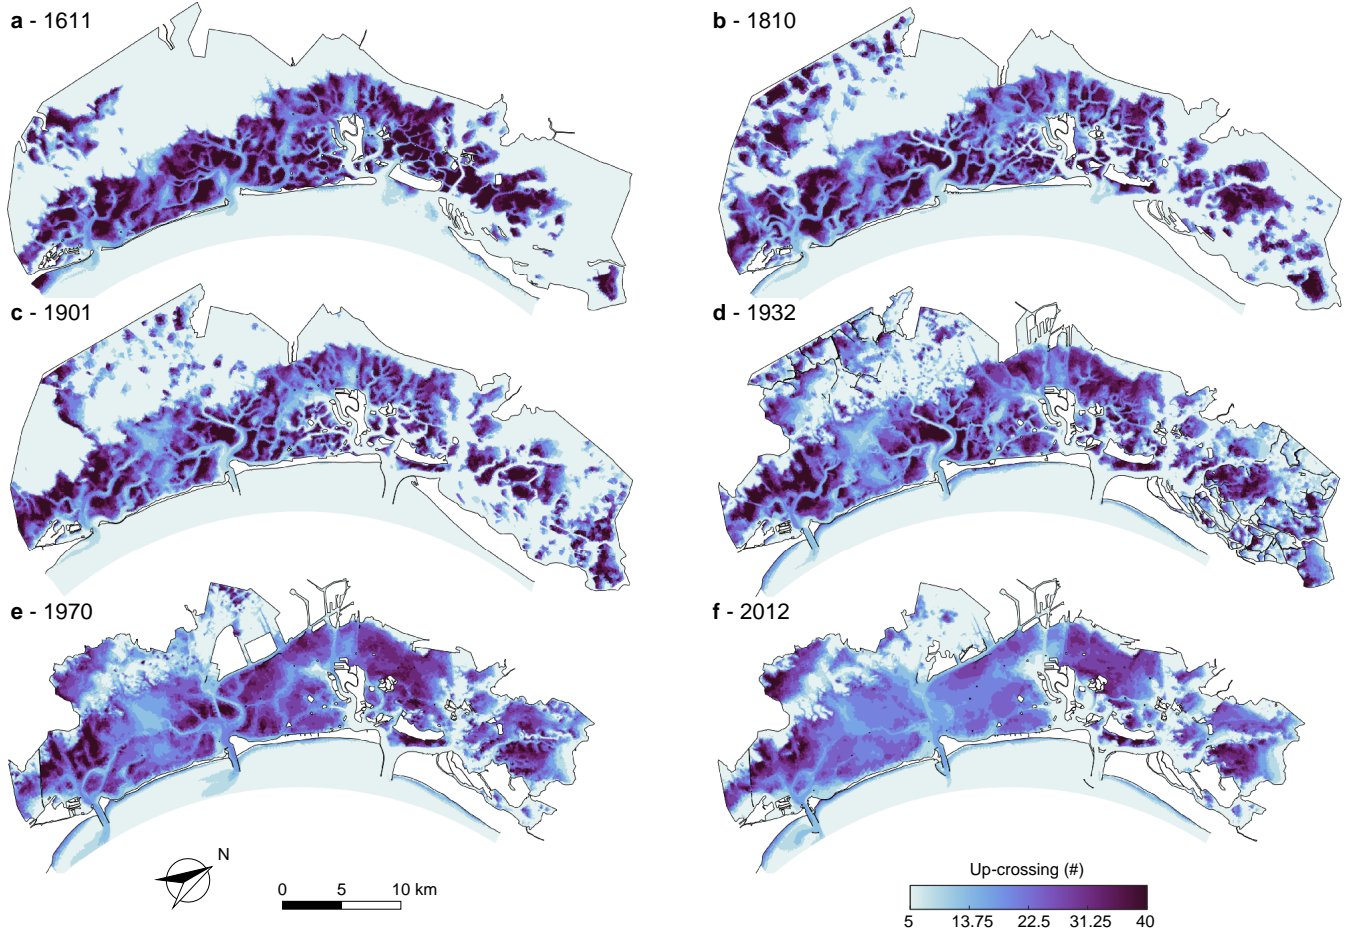 a - 1611
b - 1810
c - 1901
d - 1932
e - 1970
f - 2012
N
0 5 10 km
Up-crossing (#)
5 13.75 22.5 31.25 40